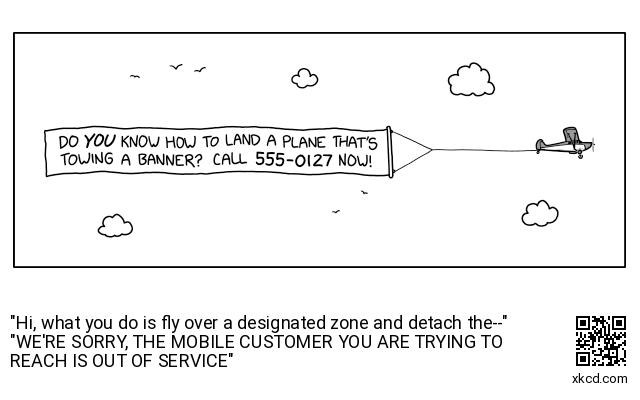 DO YOU KNOW HOW TO LAND A PLANE THAT'S
TOWING A BANNER? CALL 555-0127 NOW!
"Hi, what you do is fly over a designated zone and detach the--"
"WE'RE SORRY, THE MOBILE CUSTOMER YOU ARE TRYING TO
REACH IS OUT OF SERVICE"
xkcd.com